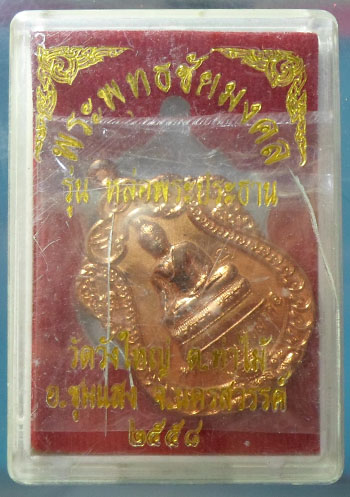 พระพุทธชัยมงคล
รุ่น หล่อพระประธาน
วัดวังใหญ่ ต.ท่าไม้
อ.ชุมแสง จ.นครสวรรค์
๒๕๕๘